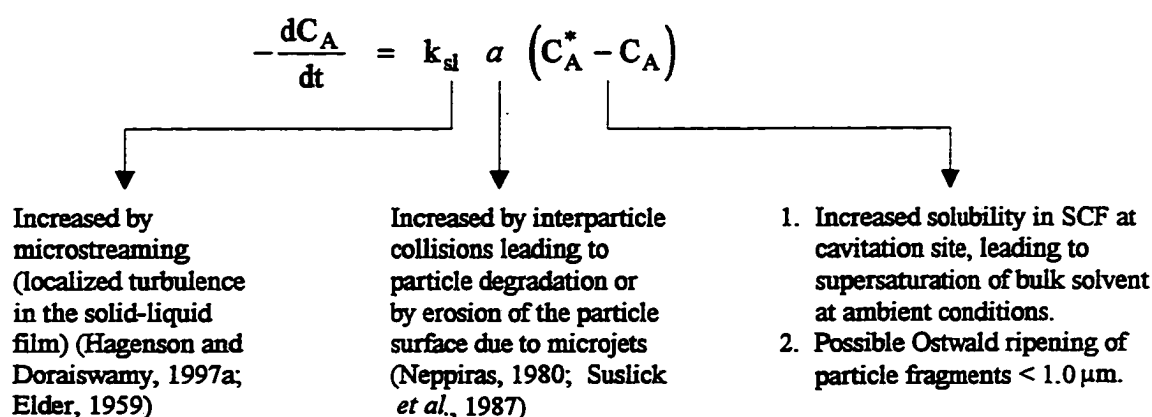 -dC_A/dt = k_sl a (C_A^* - C_A)
Increased by
microstreaming
(localized turbulence
in the solid-liquid
film) (Hagenson and
Doraiswamy, 1997a;
Elder, 1959)
Increased by interparticle
collisions leading to
particle degradation or
by erosion of the particle
surface due to microjets
(Neppiras, 1980; Suslick
et al., 1987)
1. Increased solubility in SCF at
cavitation site, leading to
supersaturation of bulk solvent
at ambient conditions.
2. Possible Ostwald ripening of
particle fragments < 1.0 μm.